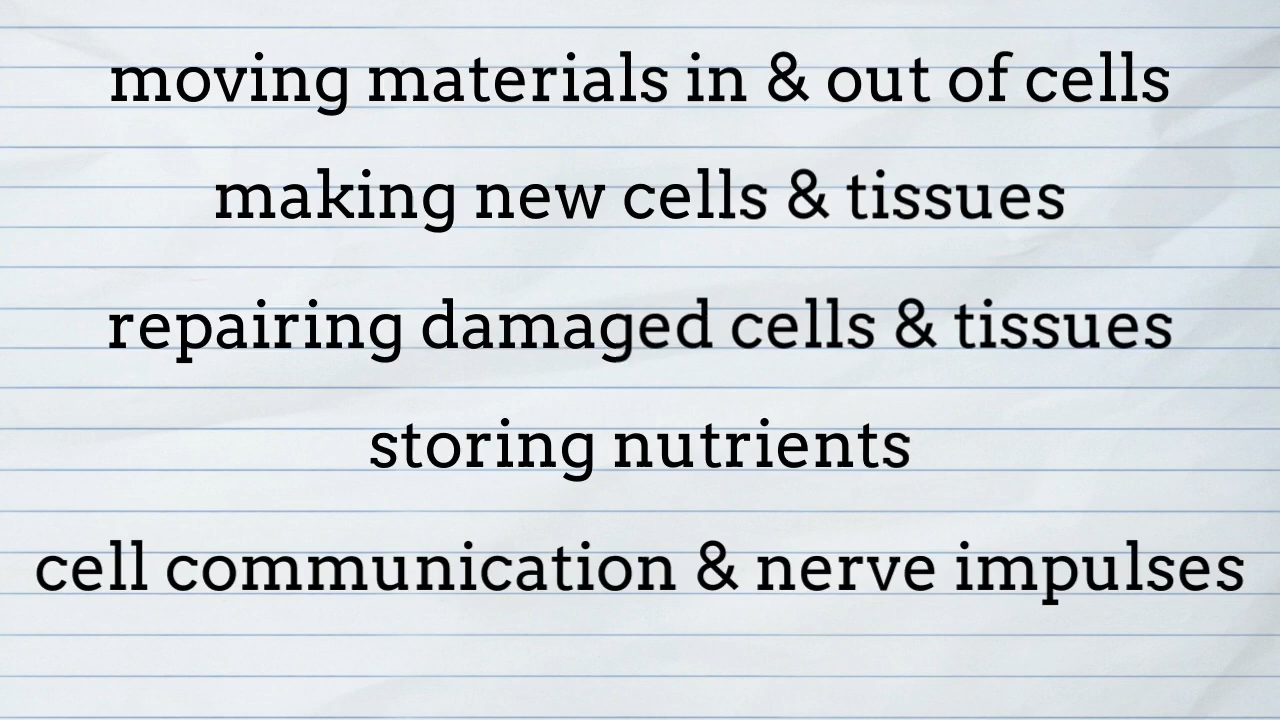 moving materials in & out of cells
making new cells & tissues
repairing damaged cells & tissues
storing nutrients
cell communication & nerve impulses